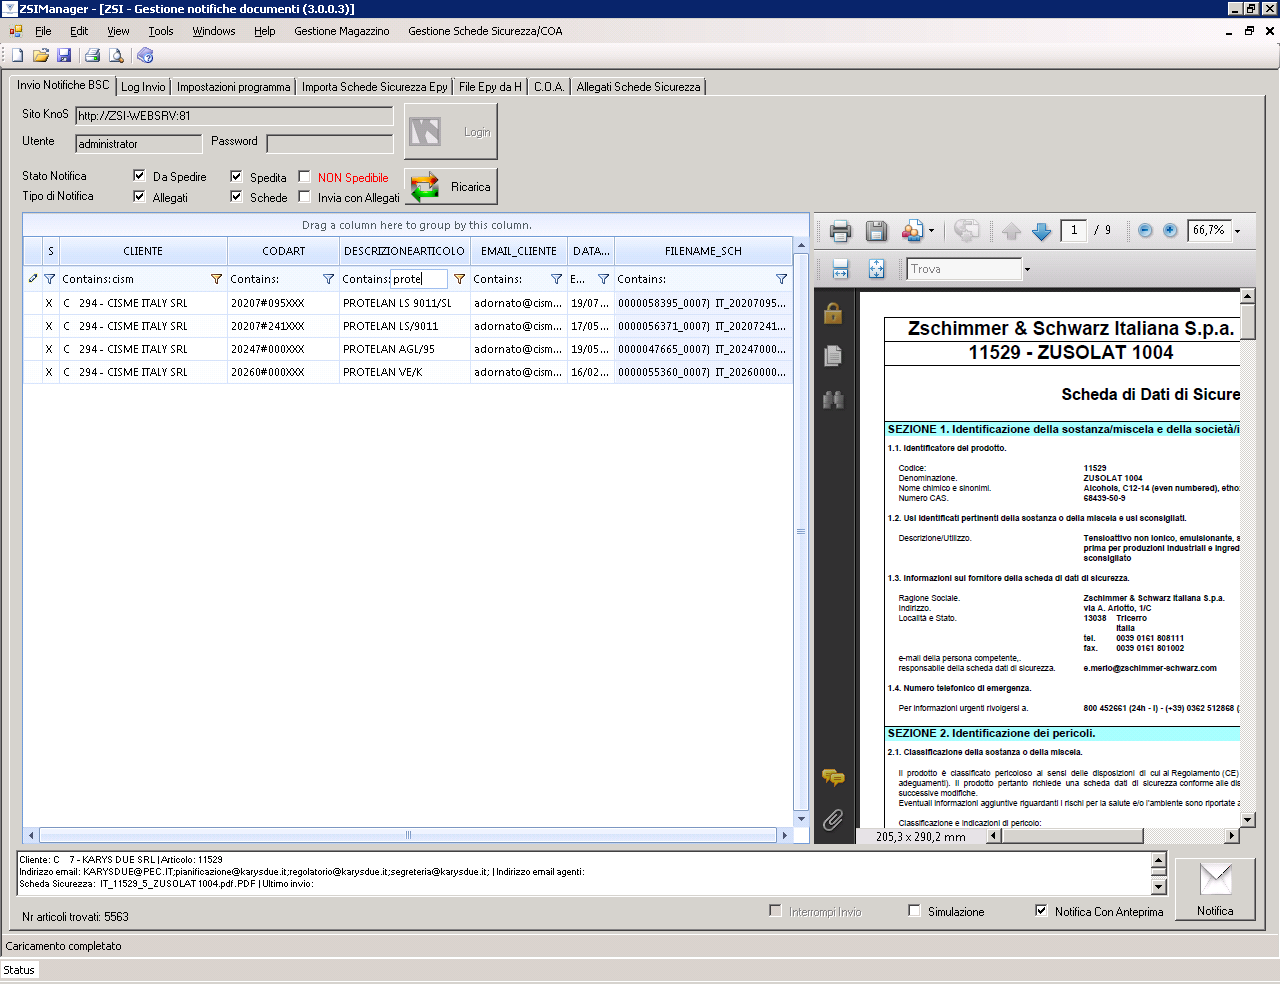 ZSIManager - [ZSI - Gestione notifiche documenti (3.0.0.3)]
File Edit View Tools Windows Help Gestione Magazzino Gestione Schede Sicurezza/COA
Invio Notifiche BSC Log Invio Impostazioni programma Importa Schede Sicurezza Epy File Epy da H C.O.A. Allegati Schede Sicurezza
Sito KnoS http://ZSI-WEBSRV:81
Login
Utente administrator Password
Stato Notifica Da Spedire Spedita NON Spedibile
Ricarica
Tipo di Notifica Allegati Schede Invia con Allegati
Drag a column here to group by this column.
S CLIENTE CODART DESCRIZIONEARTICOLO EMAIL_CLIENTE DATA... FILENAME_SCH
Contains: cism Contains: Contains: prote Contains: E... Contains:
X C 294 - CISME ITALY SRL 20207#095XXX PROTELAN LS 9011/SL adornato@cism... 19/07... 0000058395_0007) IT_20207095...
X C 294 - CISME ITALY SRL 20207#241XXX PROTELAN LS/9011 adornato@cism... 17/05... 0000056371_0007) IT_20207241...
X C 294 - CISME ITALY SRL 20247#000XXX PROTELAN AGL/95 adornato@cism... 19/05... 0000047665_0007) IT_20247000...
X C 294 - CISME ITALY SRL 20260#000XXX PROTELAN VE/K adornato@cism... 16/02... 0000055360_0007) IT_20260000...
1 / 9 66,7%
Trova
Zschimmer & Schwarz Italiana S.p.a.
11529 - ZUSOLAT 1004
Scheda di Dati di Sicure
SEZIONE 1. Identificazione della sostanza/miscela e della società/i
1.1. Identificatore del prodotto.
Codice: 11529
Denominazione. ZUSOLAT 1004
Nome chimico e sinonimi. Alcohols, C12-14 (even numbered), etho
Numero CAS. 68439-50-9
1.2. Usi identificati pertinenti della sostanza o della miscela e usi sconsigliati.
Descrizione/Utilizzo. Tensioattivo non ionico, emulsionante, s
prima per produzioni industriali e ingred
sconsigliato
1.3. Informazioni sul fornitore della scheda di dati di sicurezza.
Ragione Sociale. Zschimmer & Schwarz Italiana S.p.a.
Indirizzo. via A. Ariotto, 1/C
Località e Stato. 13038 Tricerro
Italia
tel. 0039 0161 808111
fax. 0039 0161 801002
e-mail della persona competente,.
responsabile della scheda dati di sicurezza. e.merlo@zschimmer-schwarz.com
1.4. Numero telefonico di emergenza.
Per informazioni urgenti rivolgersi a. 800 452661 (24h - I) - (+39) 0362 512868 (
SEZIONE 2. Identificazione dei pericoli.
2.1. Classificazione della sostanza o della miscela.
Il prodotto è classificato pericoloso ai sensi delle disposizioni di cui al Regolamento (CE)
adeguamenti). Il prodotto pertanto richiede una scheda dati di sicurezza conforme alle dis
successive modifiche.
Eventuali informazioni aggiuntive riguardanti i rischi per la salute e/o l'ambiente sono riportate a
Classificazione e indicazioni di pericolo:
205,3 x 290,2 mm
Cliente: C 7 - KARYS DUE SRL | Articolo: 11529
Indirizzo email: KARYSDUE@PEC.IT;pianificazione@karysdue.it;regolatorio@karysdue.it;segreteria@karysdue.it; | Indirizzo email agenti:
Scheda Sicurezza: IT_11529_5_ZUSOLAT 1004.pdf.PDF | Ultimo invio:
Nr articoli trovati: 5563 Interrompi Invio Simulazione Notifica Con Anteprima Notifica
Caricamento completato
Status